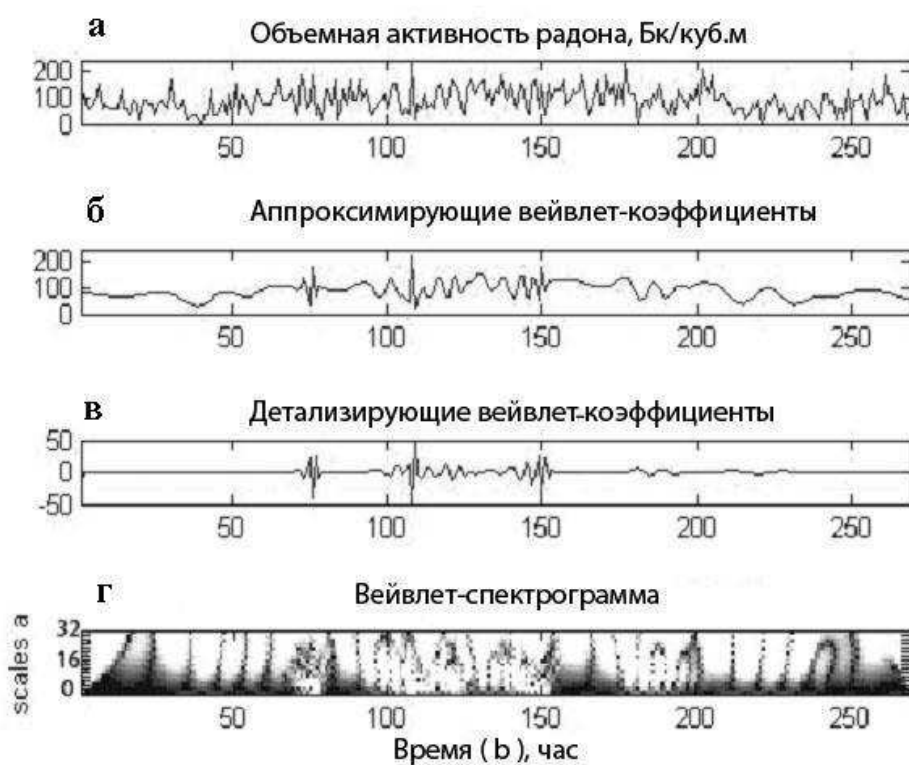 а Объемная активность радона, Бк/куб.м
200
100
0
50 100 150 200 250
б Аппроксимирующие вейвлет-коэффициенты
200
100
0
50 100 150 200 250
в Детализирующие вейвлет-коэффициенты
50
0
-50
50 100 150 200 250
г Вейвлет-спектрограмма
scales a
32
16
0
50 100 150 200 250
Время ( b ), час